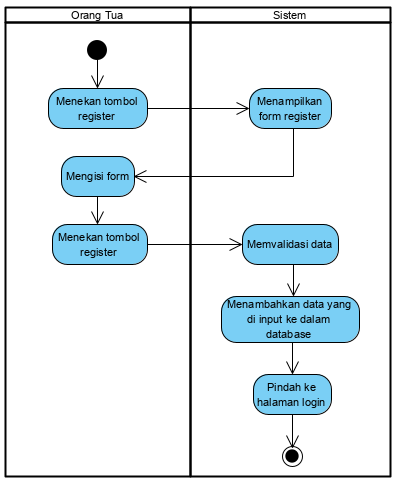 Orang Tua
Sistem
Menekan tombol
register
Menampilkan
form register
Mengisi form
Menekan tombol
register
Memvalidasi data
Menambahkan data yang
di input ke dalam
database
Pindah ke
halaman login